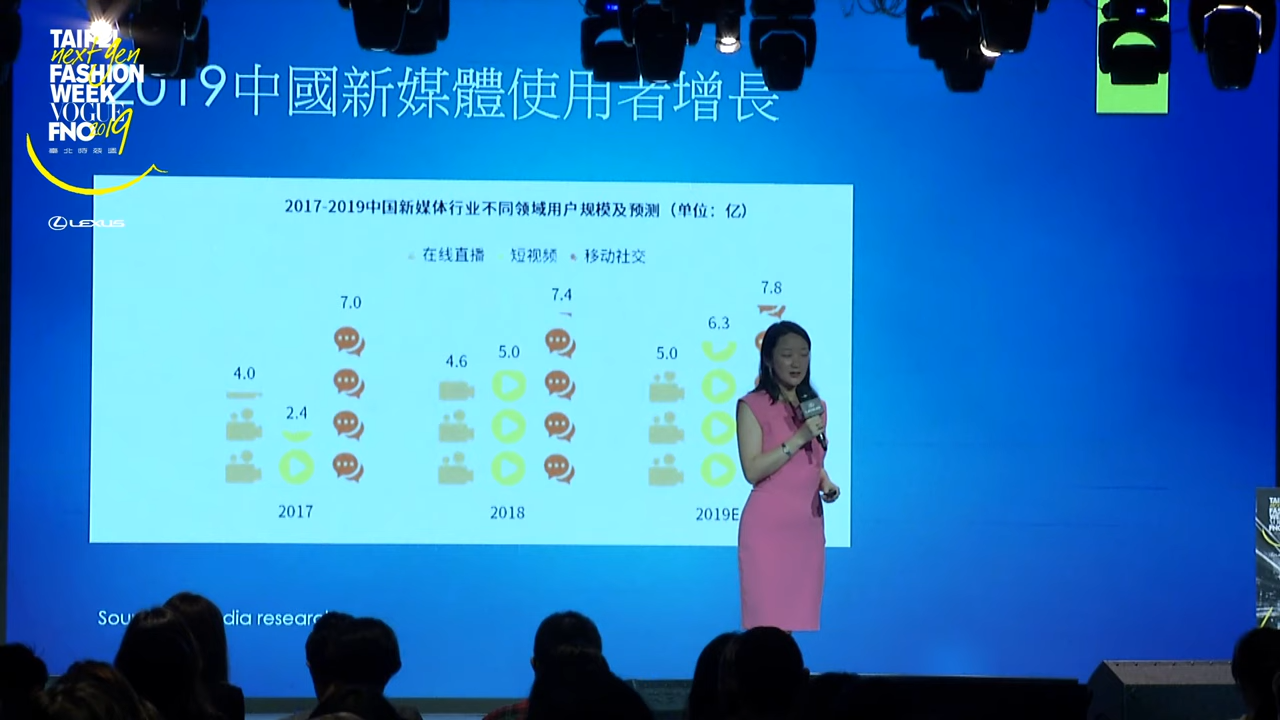 TAIPEI
next gen
FASHION
WEEK
VOGUE
FNO 2019
臺北時裝週
LEXUS
2019中國新媒體使用者增長
2017-2019中国新媒体行业不同领域用户规模及预测（单位：亿）
在线直播 短视频 移动社交
7.0 7.4 7.8
4.0 2.4 4.6 5.0 5.0 6.3
2017 2018 2019E